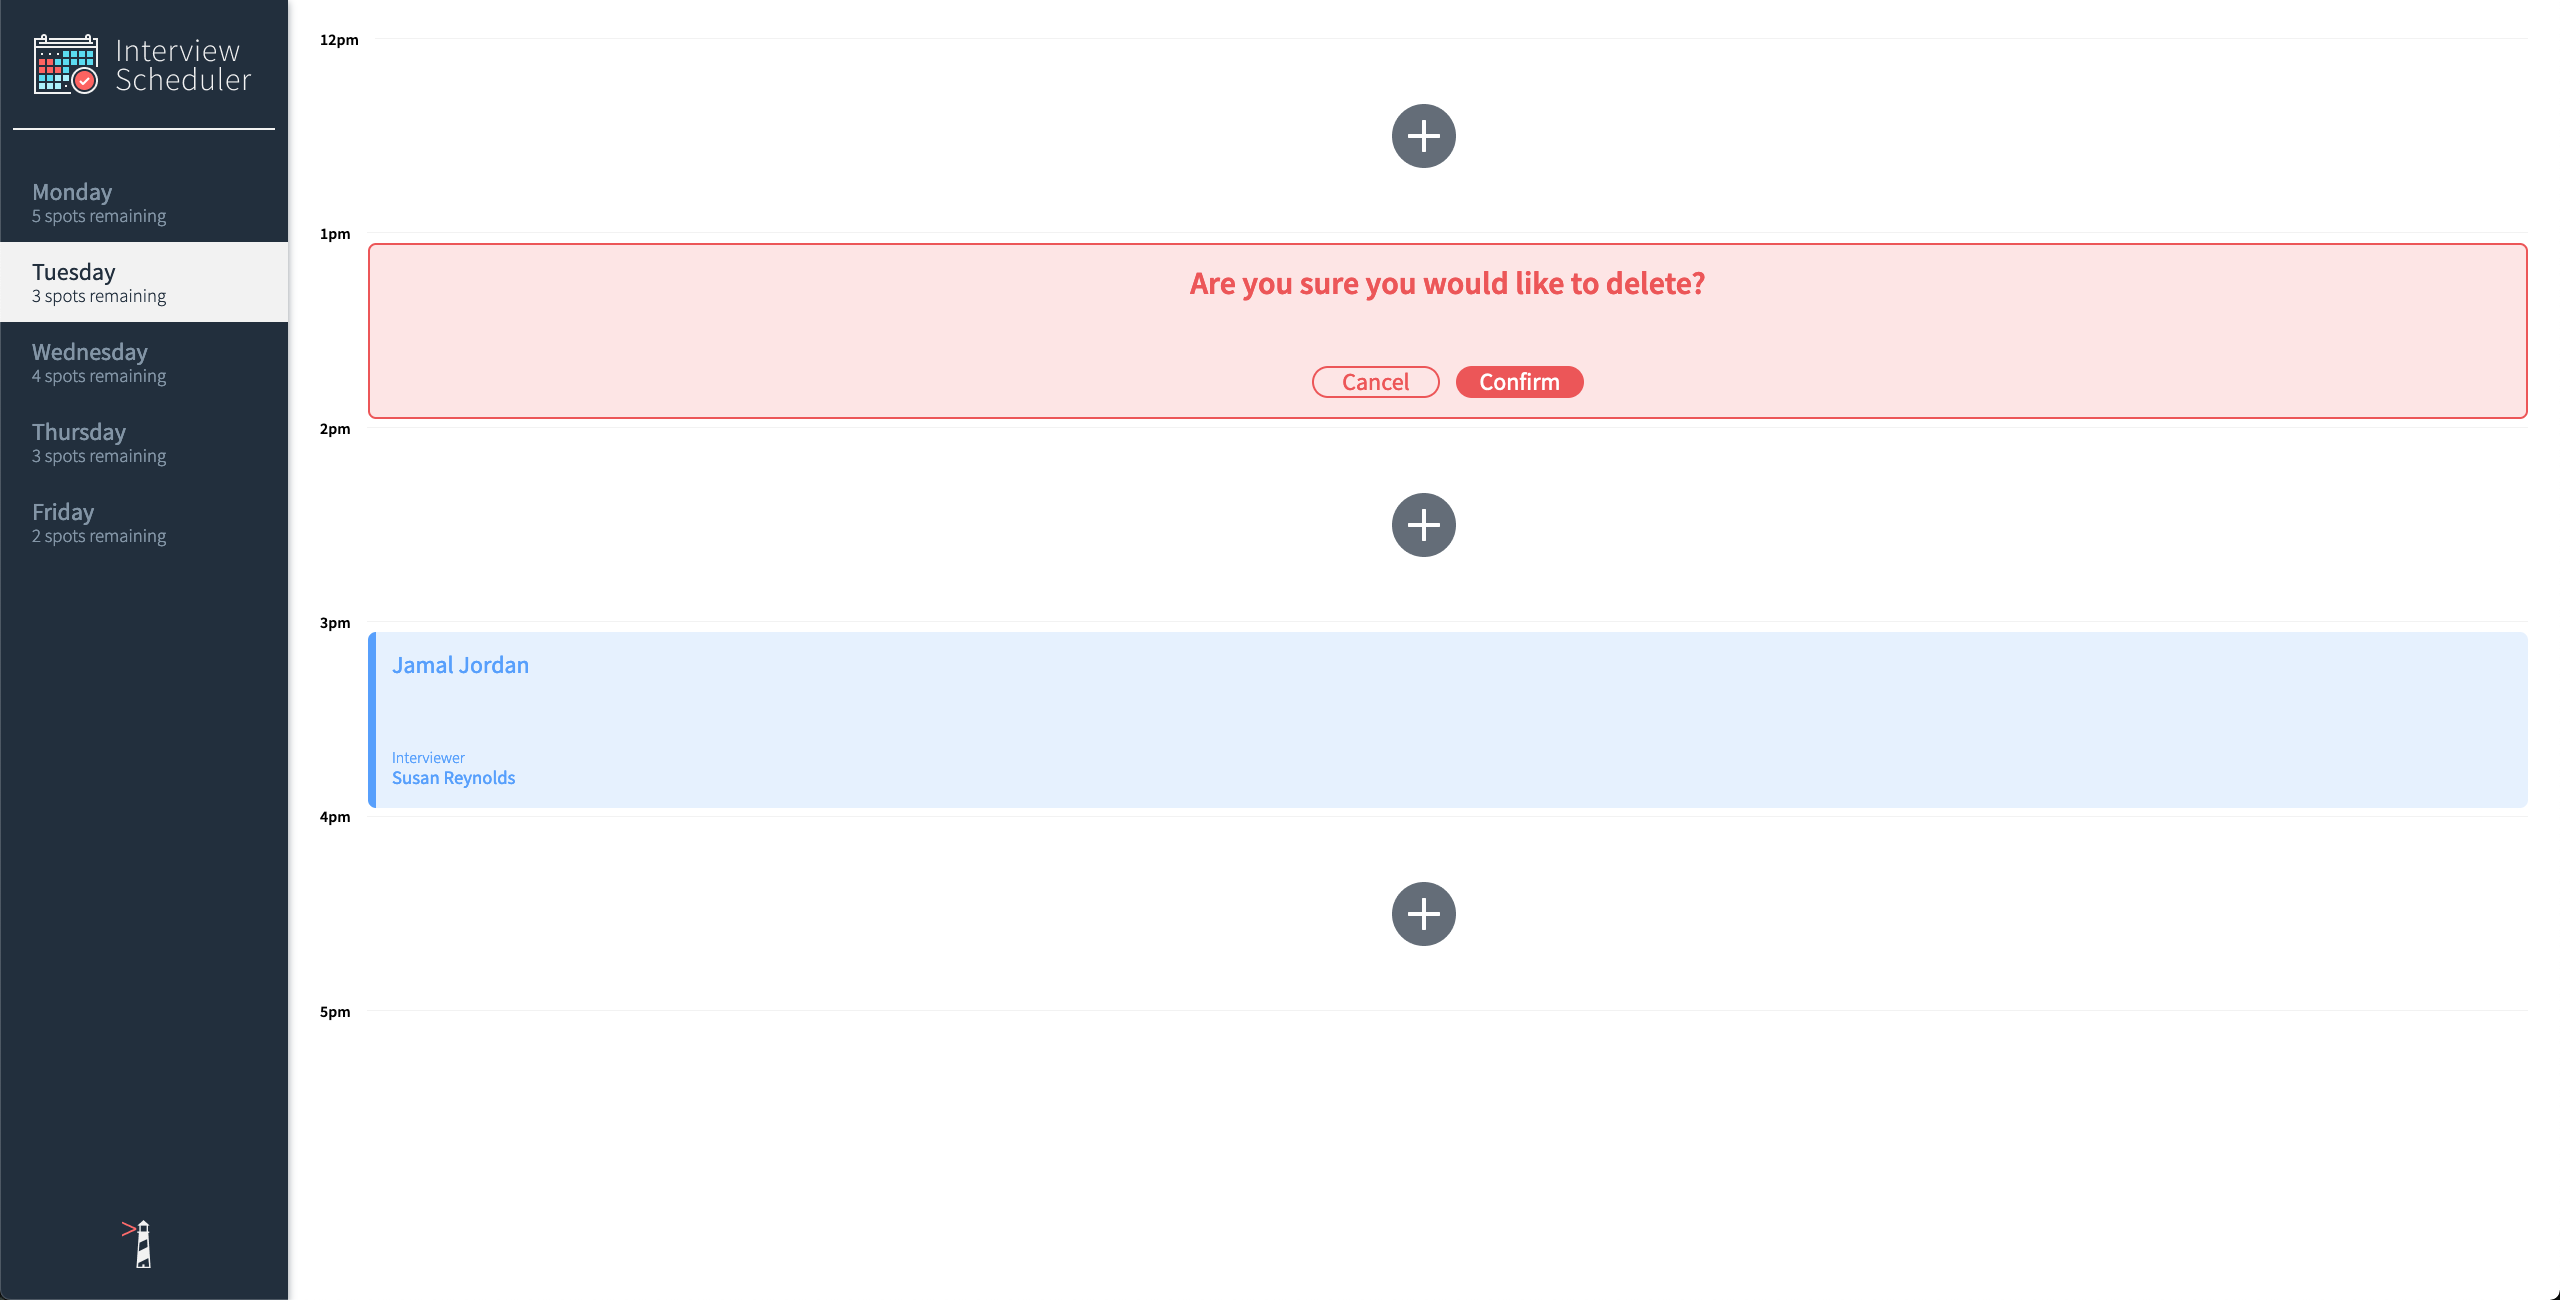 Interview
Scheduler
Monday
5 spots remaining
Tuesday
3 spots remaining
Wednesday
4 spots remaining
Thursday
3 spots remaining
Friday
2 spots remaining
12pm
1pm
Are you sure you would like to delete?
Cancel Confirm
2pm
3pm
Jamal Jordan
Interviewer
Susan Reynolds
4pm
5pm